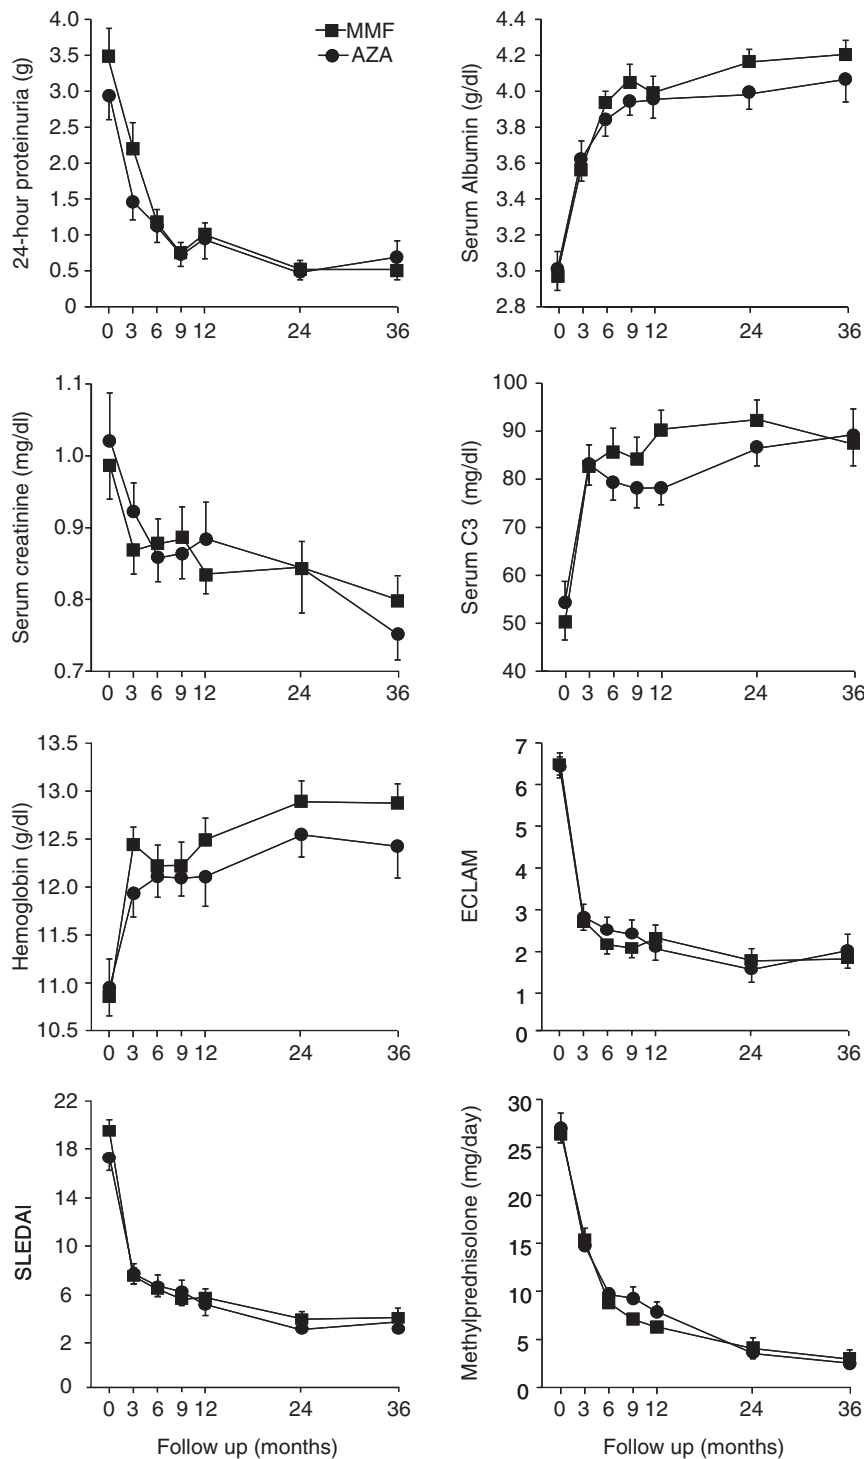 24-hour proteinuria (g)
4.0
3.5
3.0
2.5
2.0
1.5
1.0
0.5
0
MMF
AZA
0 3 6 9 12 24 36
Serum Albumin (g/dl)
4.4
4.2
4.0
3.8
3.6
3.4
3.2
3.0
2.8
0 3 6 9 12 24 36
Serum creatinine (mg/dl)
1.1
1.0
0.9
0.8
0.7
0 3 6 9 12 24 36
Serum C3 (mg/dl)
100
90
80
70
60
50
40
0 3 6 9 12 24 36
Hemoglobin (g/dl)
13.5
13.0
12.5
12.0
11.5
11.0
10.5
0 3 6 9 12 24 36
ECLAM
7
6
5
4
3
2
1
0
0 3 6 9 12 24 36
SLEDAI
22
18
14
10
6
2
0
0 3 6 9 12 24 36
Follow up (months)
Methylprednisolone (mg/day)
30
25
20
15
10
5
0
0 3 6 9 12 24 36
Follow up (months)